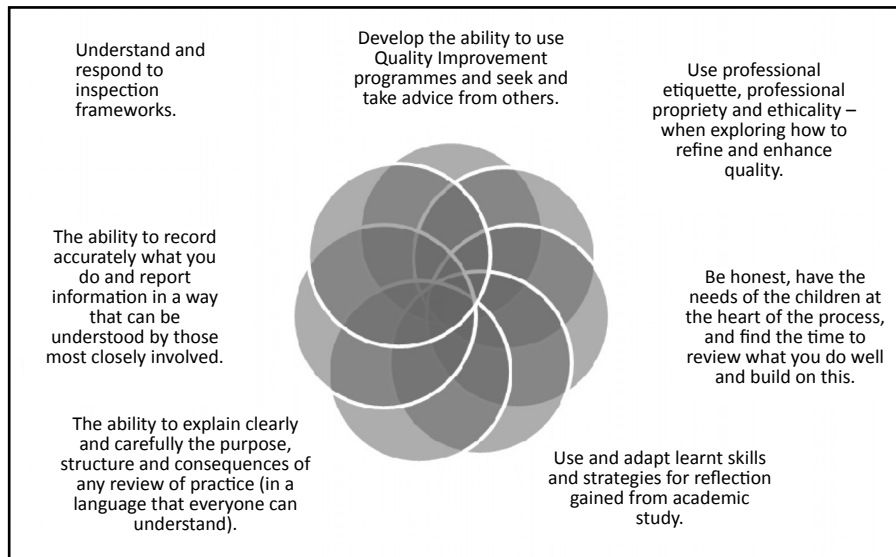 Understand and
respond to
inspection
frameworks.
Develop the ability to use
Quality Improvement
programmes and seek and
take advice from others.
Use professional
etiquette, professional
propriety and ethicality –
when exploring how to
refine and enhance
quality.
The ability to record
accurately what you
do and report
information in a way
that can be
understood by those
most closely involved.
Be honest, have the
needs of the children at
the heart of the process,
and find the time to
review what you do well
and build on this.
The ability to explain clearly
and carefully the purpose,
structure and consequences of
any review of practice (in a
language that everyone can
understand).
Use and adapt learnt skills
and strategies for reflection
gained from academic
study.